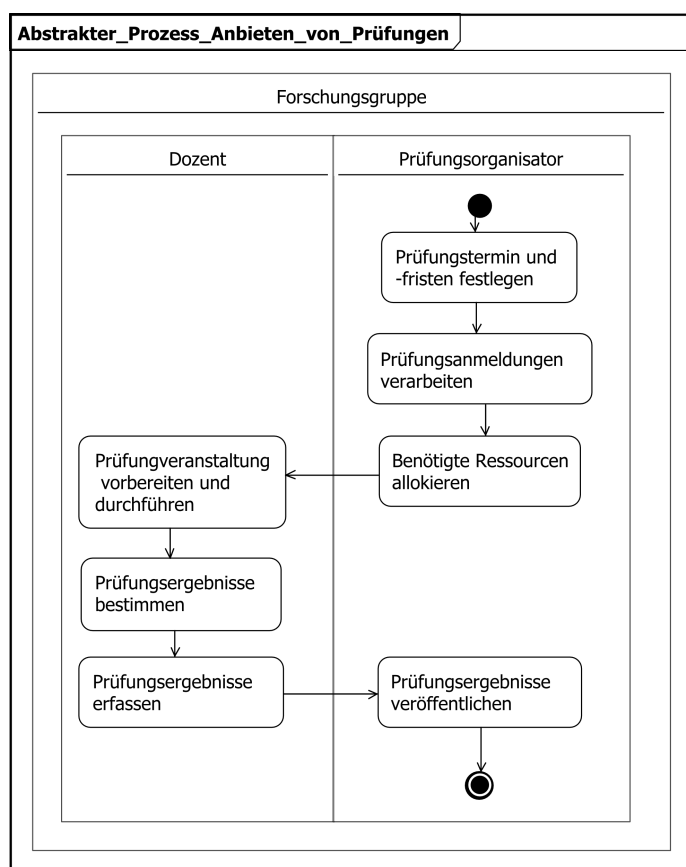 Abstrakter_Prozess_Anbieten_von_Prüfungen
Forschungsgruppe
Dozent
Prüfungsorganisator
Prüfungstermin und
-fristen festlegen
Prüfungsanmeldungen
verarbeiten
Benötigte Ressourcen
allokieren
Prüfungveranstaltung
vorbereiten und
durchführen
Prüfungsergebnisse
bestimmen
Prüfungsergebnisse
erfassen
Prüfungsergebnisse
veröffentlichen